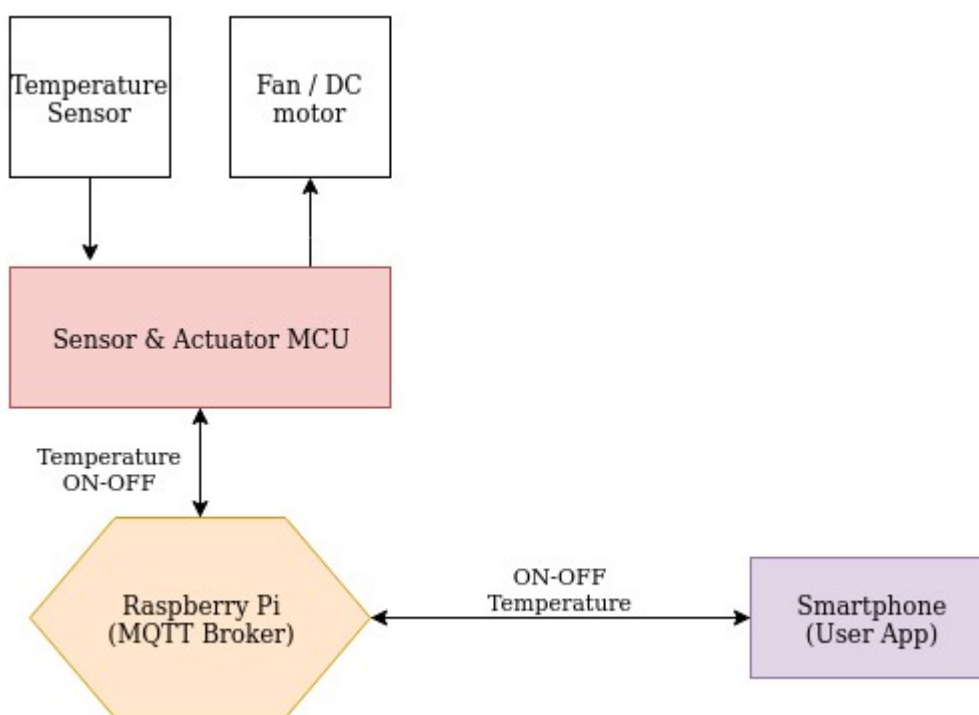 Temperature
Sensor
Fan / DC
motor
Sensor & Actuator MCU
Temperature
ON-OFF
Raspberry Pi
(MQTT Broker)
ON-OFF
Temperature
Smartphone
(User App)